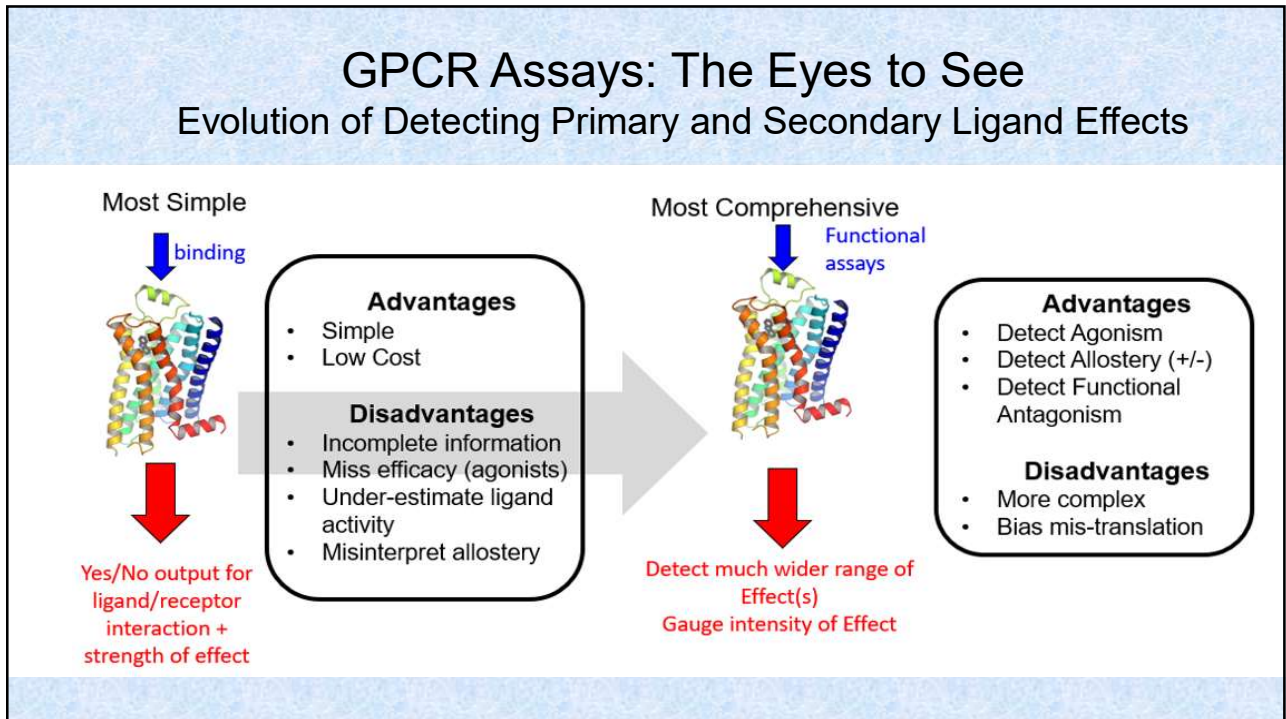 GPCR Assays: The Eyes to See
Evolution of Detecting Primary and Secondary Ligand Effects
Most Simple
binding
Advantages
• Simple
• Low Cost
Disadvantages
• Incomplete information
• Miss efficacy (agonists)
• Under-estimate ligand
activity
• Misinterpret allostery
Yes/No output for
ligand/receptor
interaction +
strength of effect
Most Comprehensive
Functional
assays
Advantages
• Detect Agonism
• Detect Allostery (+/-)
• Detect Functional
Antagonism
Disadvantages
• More complex
• Bias mis-translation
Detect much wider range of
Effect(s)
Gauge intensity of Effect